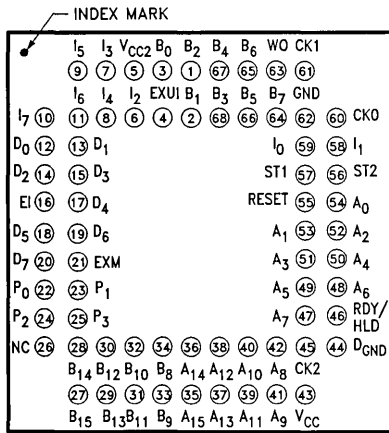 INDEX MARK
I5 I3 VCC2 B0 B2 B4 B6 WO CK1
9 7 5 3 1 67 65 63 61
I6 I4 I2 EXU1 B1 B3 B5 B7 GND
I7 10 11 8 6 4 2 68 66 64 62 60 CKO
D0 12 13 D1 I0 59 58 I1
D2 14 15 D3 ST1 57 56 ST2
EI 16 17 D4 RESET 55 54 A0
D5 18 19 D6 A1 53 52 A2
D7 20 21 EXM A3 51 50 A4
P0 22 23 P1 A5 49 48 A6
P2 24 25 P3 A7 47 46 RDY/
HLD
NC 26 28 30 32 34 36 38 40 42 45 44 DGND
B14 B12 B10 B8 A14 A12 A10 A8 CK2
27 29 31 33 35 37 39 41 43
B15 B13 B11 B9 A15 A13 A11 A9 VCC